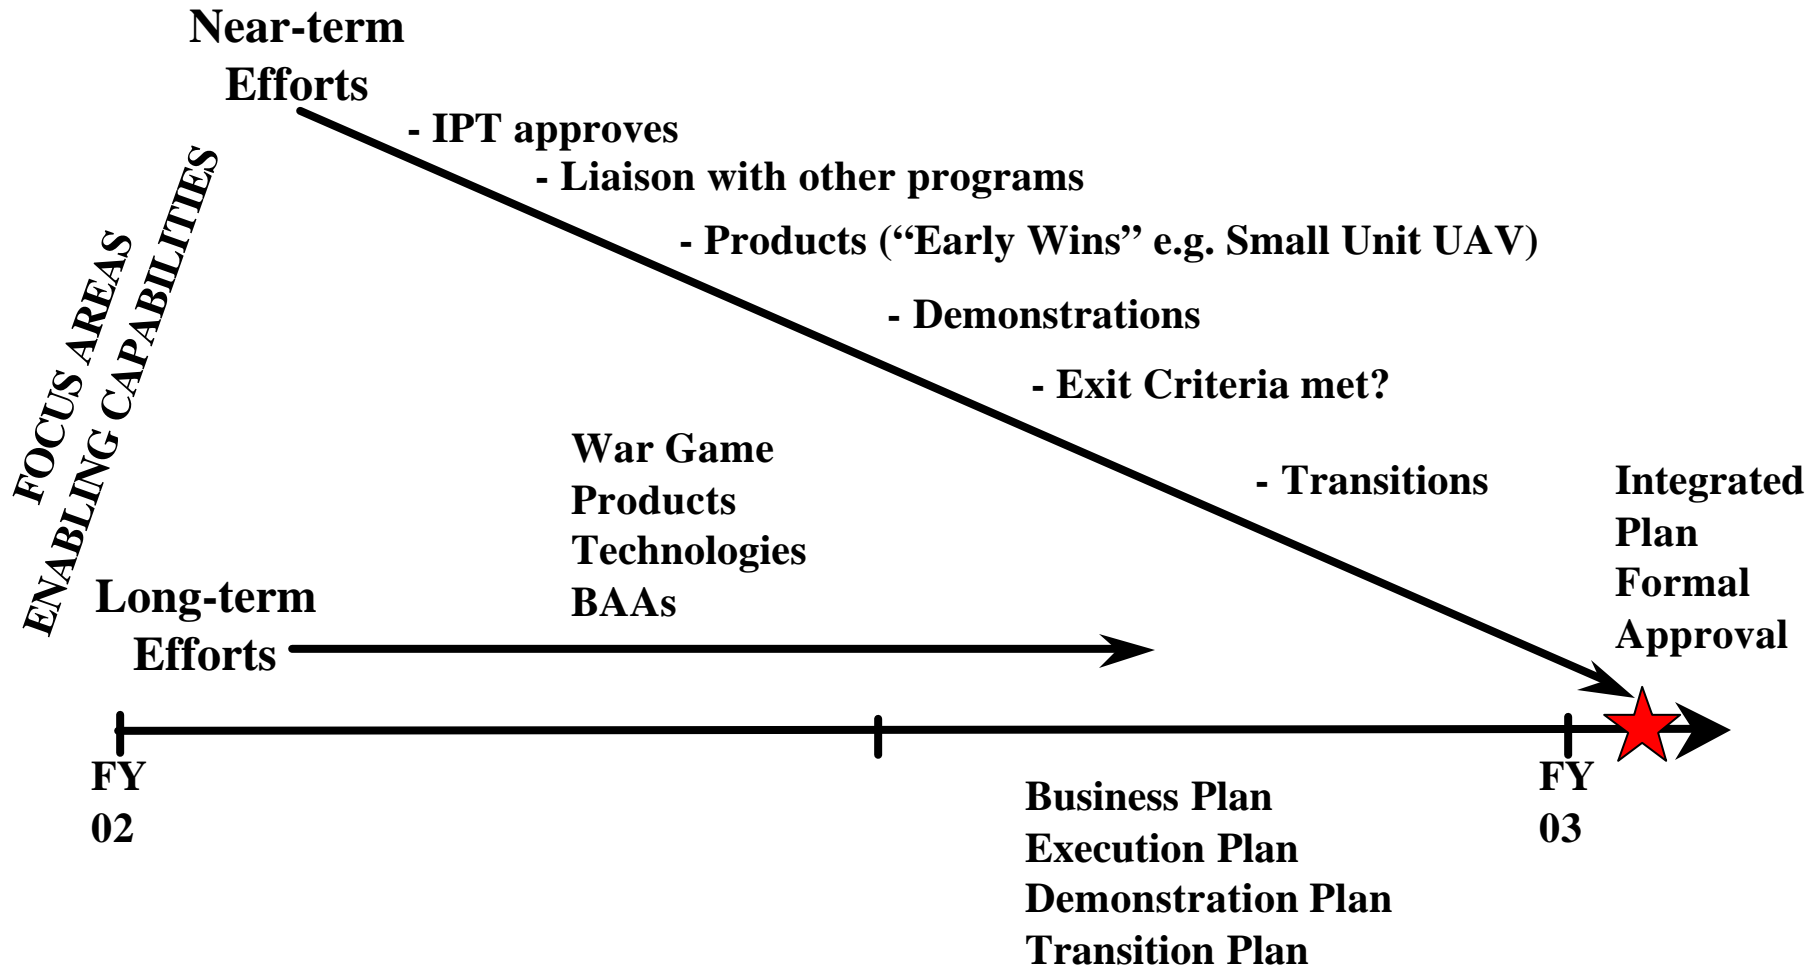 Near-term
Efforts
- IPT approves
- Liaison with other programs
- Products (“Early Wins” e.g. Small Unit UAV)
- Demonstrations
- Exit Criteria met?
- Transitions
FOCUS AREAS
ENABLING CAPABILITIES
War Game
Products
Technologies
BAAs
Integrated
Plan
Formal
Approval
Long-term
Efforts
FY
02
FY
03
Business Plan
Execution Plan
Demonstration Plan
Transition Plan